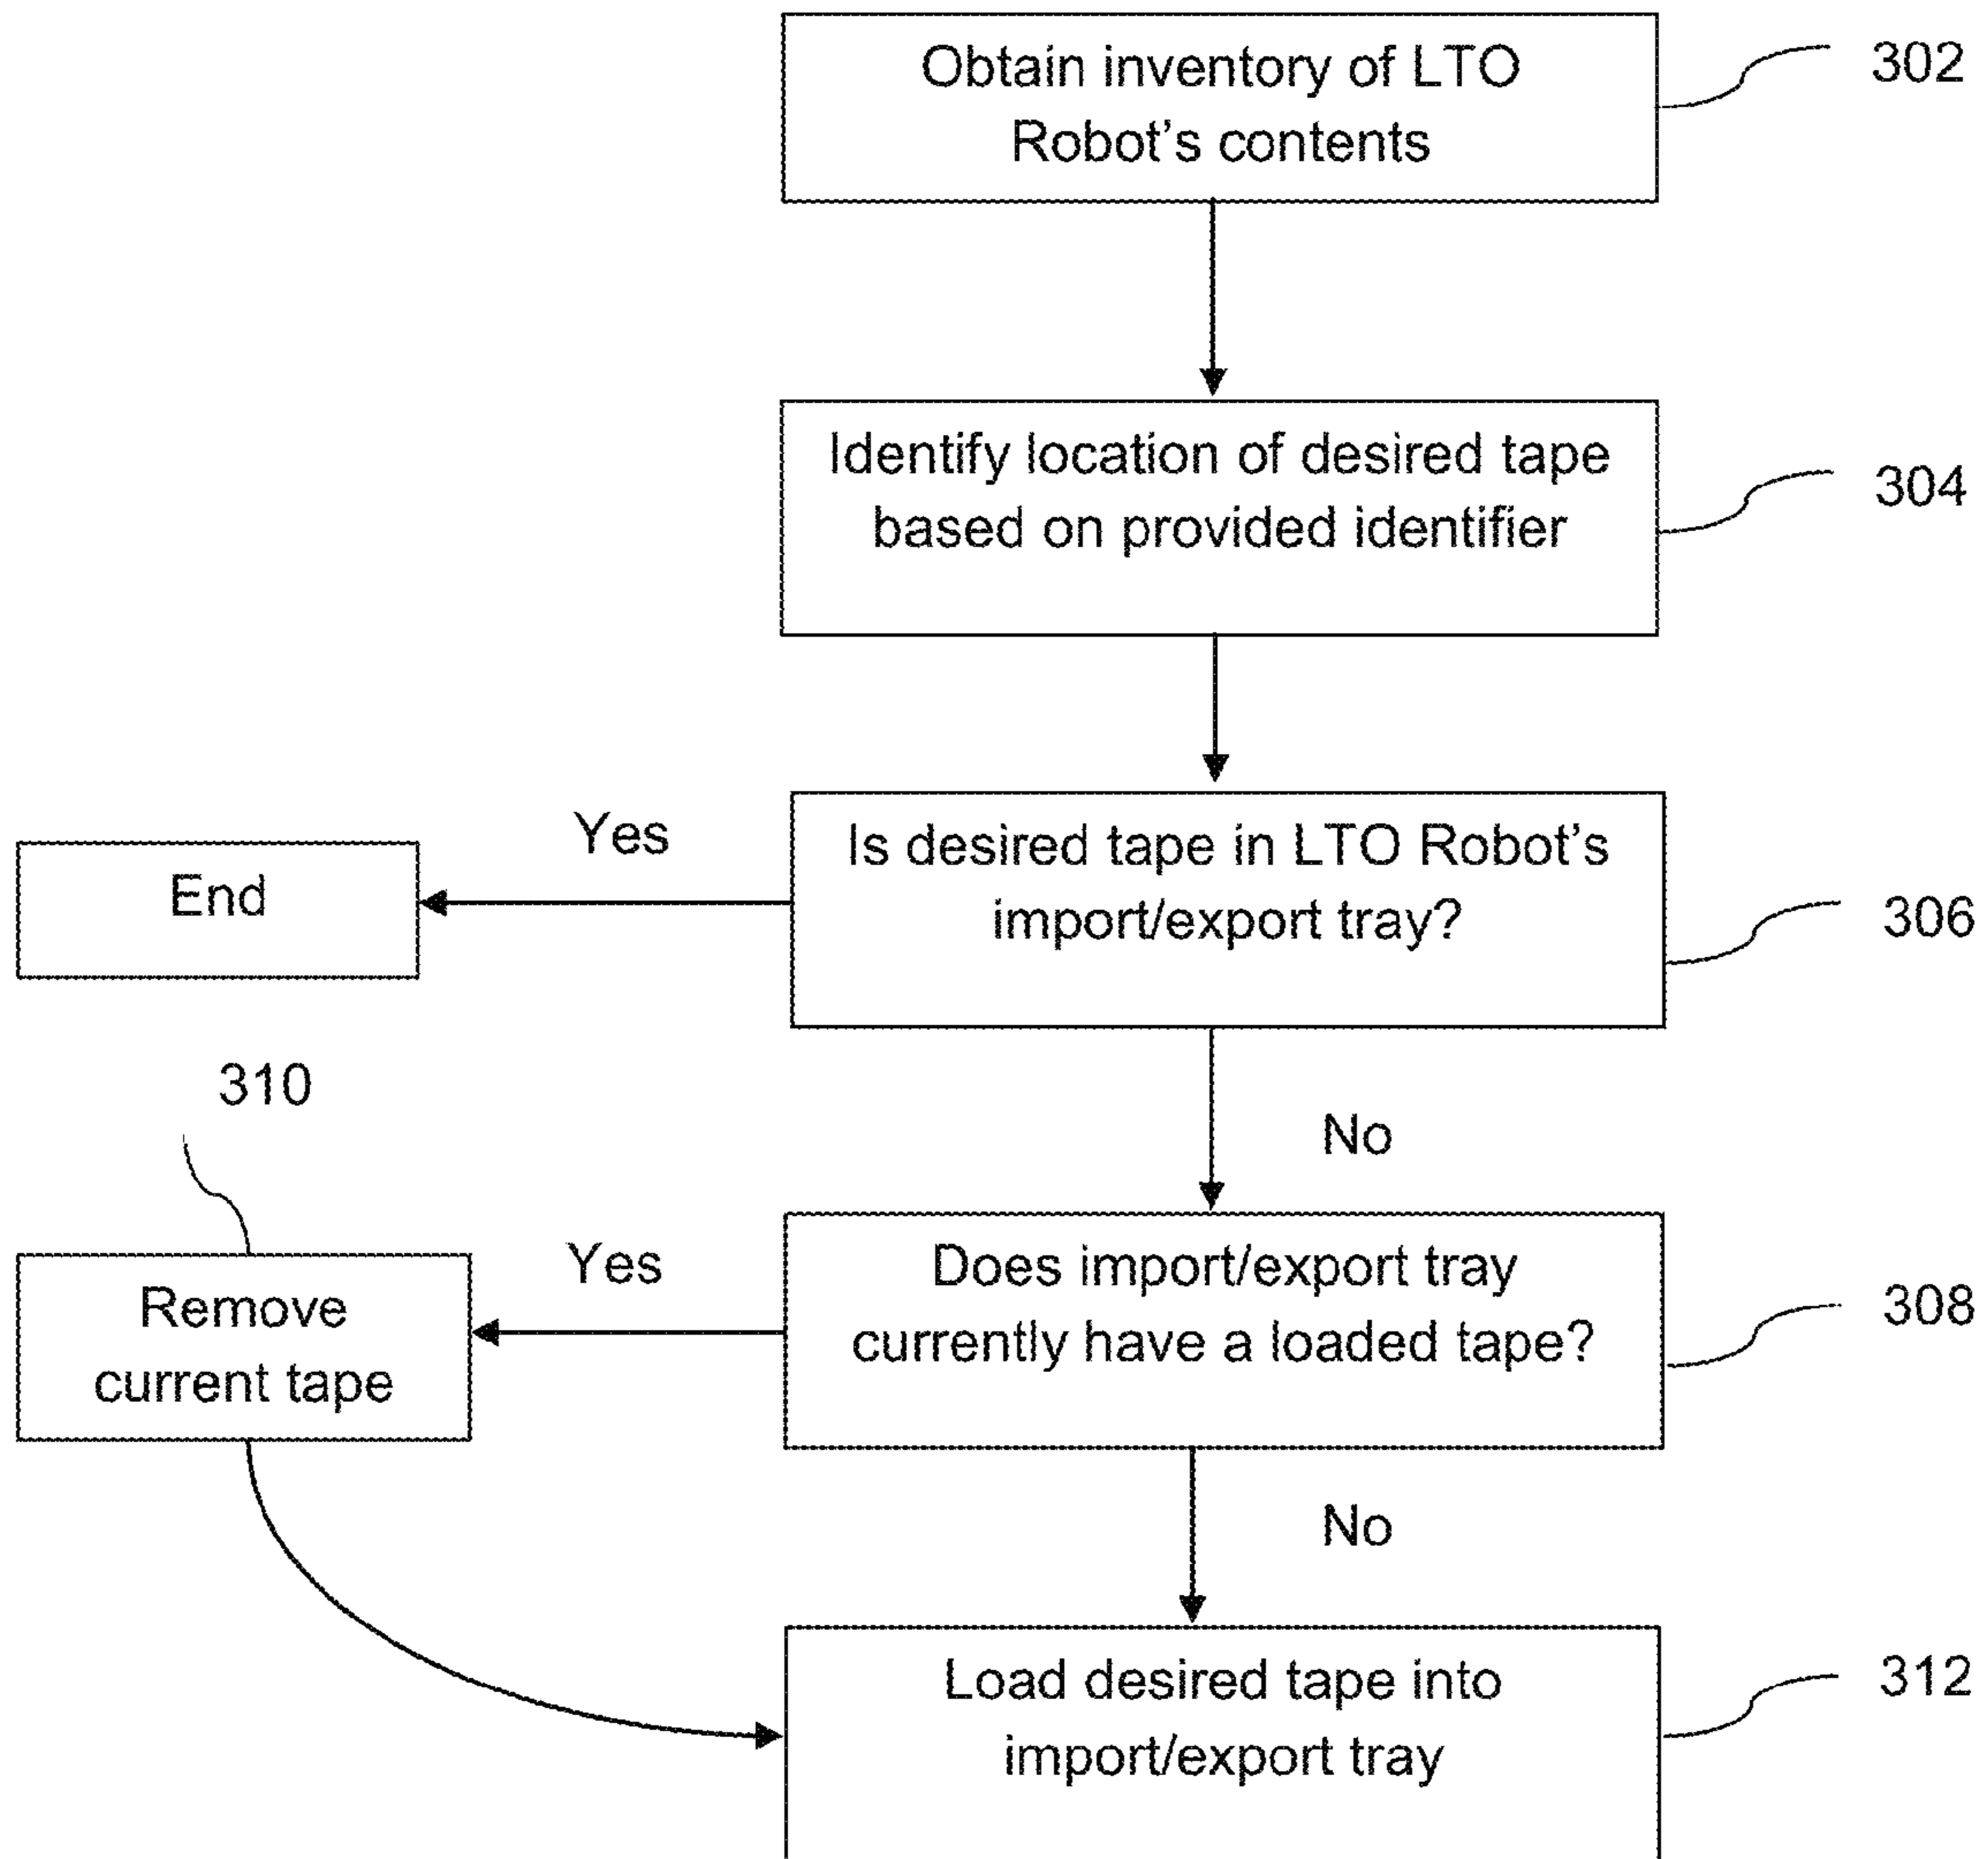 Obtain inventory of LTO
Robot's contents
302
Identify location of desired tape
based on provided identifier
304
Is desired tape in LTO Robot's
import/export tray?
306
Yes
End
No
310
Does import/export tray
currently have a loaded tape?
308
Yes
Remove
current tape
No
Load desired tape into
import/export tray
312